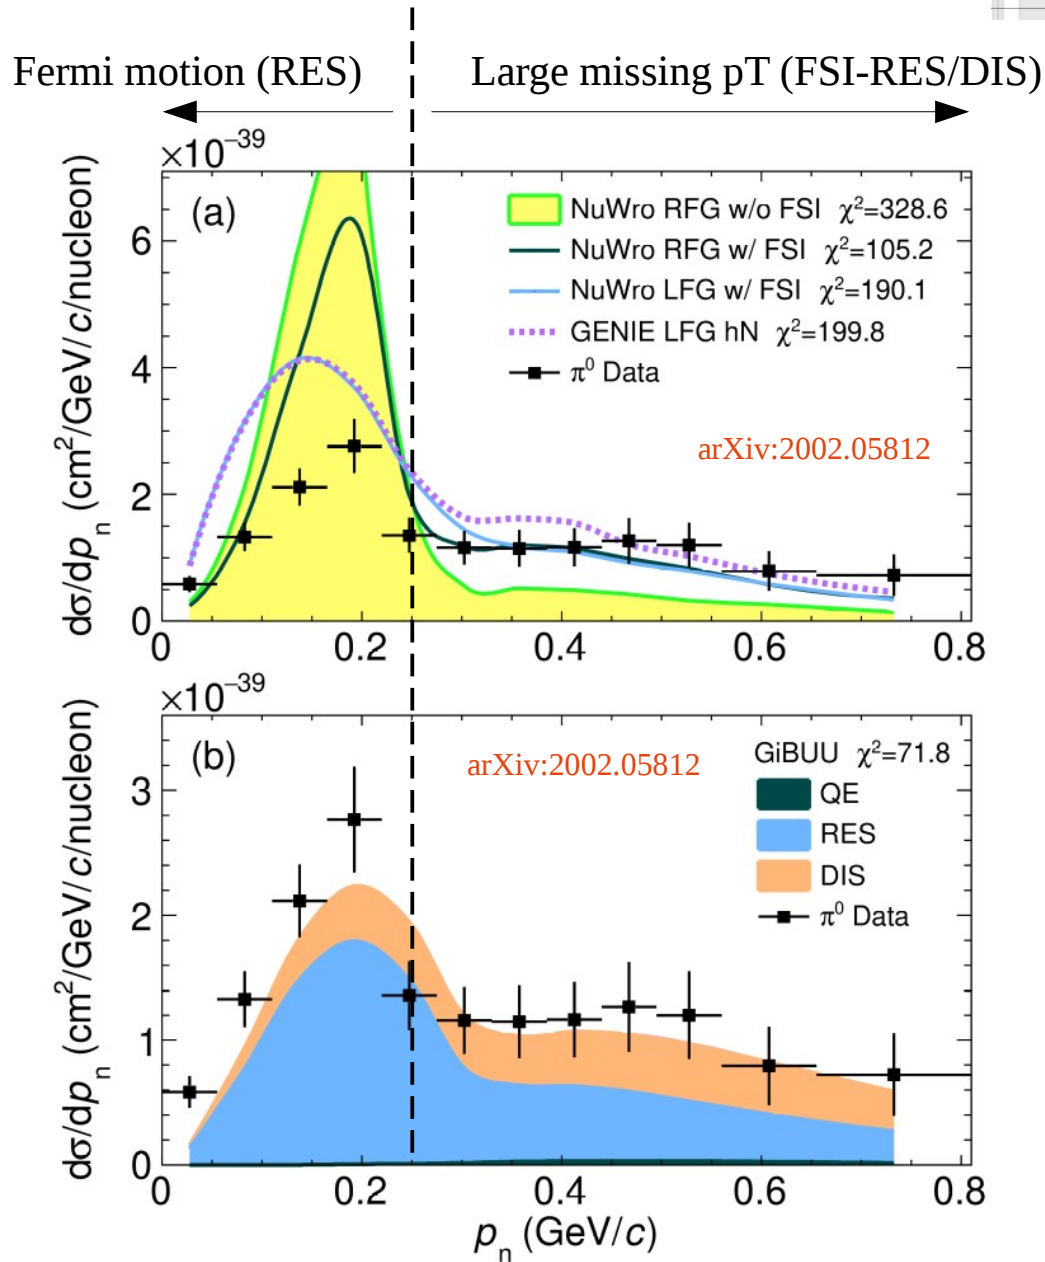 Fermi motion (RES)
Large missing pT (FSI-RES/DIS)
×10⁻³⁹
(a)
NuWro RFG w/o FSI χ²=328.6
NuWro RFG w/ FSI χ²=105.2
NuWro LFG w/ FSI χ²=190.1
GENIE LFG hN χ²=199.8
π⁰ Data
arXiv:2002.05812
dσ/dpₙ (cm²/GeV/c/nucleon)
6
4
2
0
0 0.2 0.4 0.6 0.8
×10⁻³⁹
(b)
arXiv:2002.05812
GiBUU χ²=71.8
QE
RES
DIS
π⁰ Data
dσ/dpₙ (cm²/GeV/c/nucleon)
3
2
1
0
0 0.2 0.4 0.6 0.8
pₙ (GeV/c)